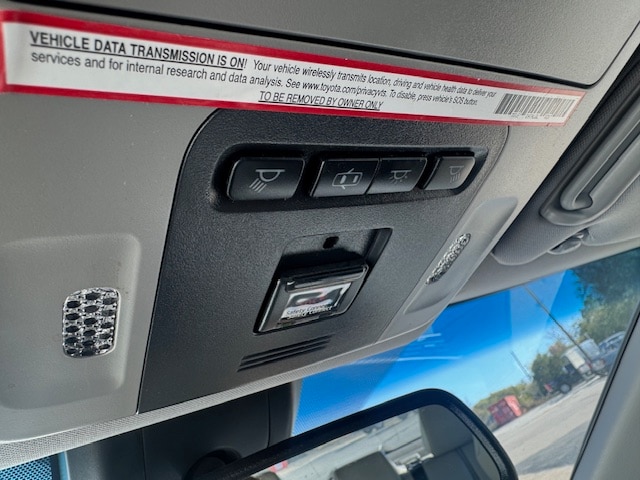 VEHICLE DATA TRANSMISSION IS ON! Your vehicle wirelessly transmits location, driving and vehicle health data to deliver your
services and for internal research and data analysis. See www.toyota.com/privacyvts. To disable, press vehicle's SOS button.
TO BE REMOVED BY OWNER ONLY